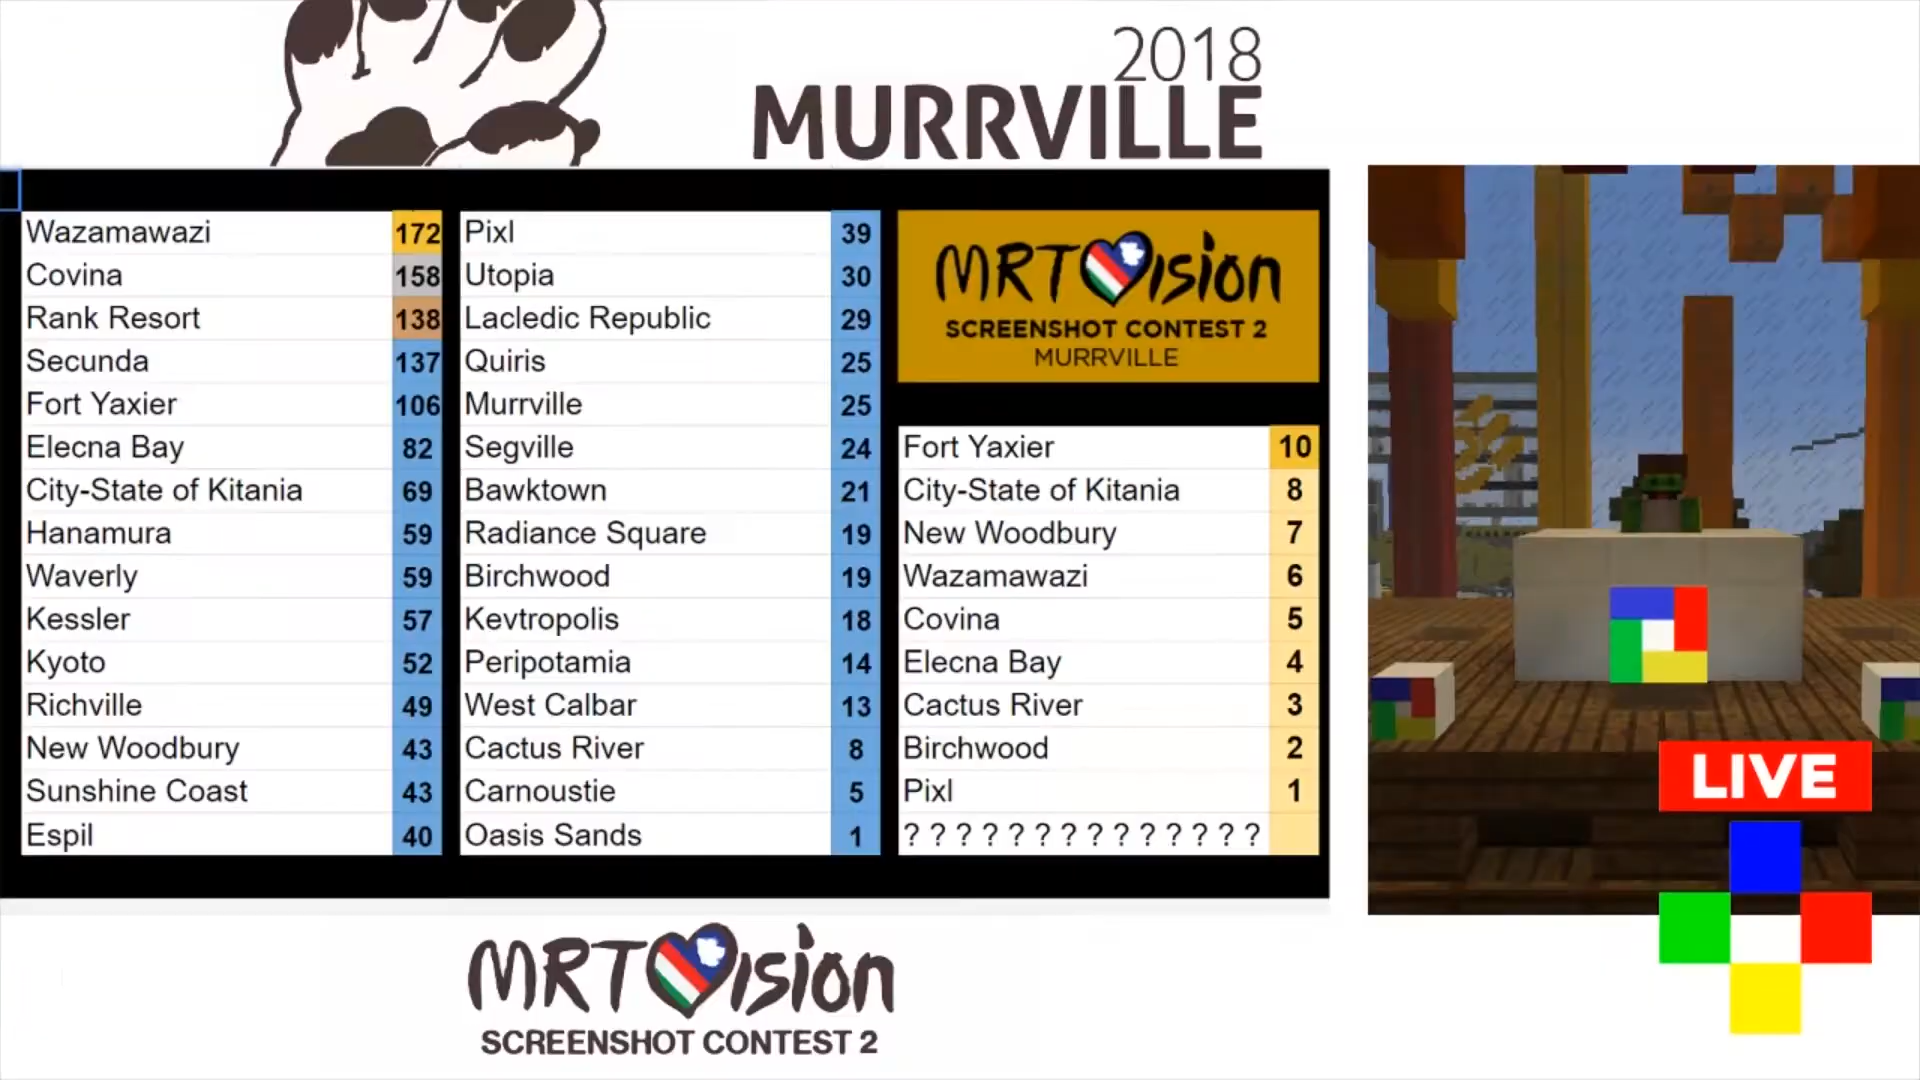 2018
MURRVILLE
Wazamawazi 172
Covina 158
Rank Resort 138
Secunda 137
Fort Yaxier 106
Elecna Bay 82
City-State of Kitania 69
Hanamura 59
Waverly 59
Kessler 57
Kyoto 52
Richville 49
New Woodbury 43
Sunshine Coast 43
Espil 40
Pixl 39
Utopia 30
Lacledic Republic 29
Quiris 25
Murrville 25
Segville 24
Bawktown 21
Radiance Square 19
Birchwood 19
Kevtropolis 18
Peripotamia 14
West Calbar 13
Cactus River 8
Carnoustie 5
Oasis Sands 1
MRTVision
SCREENSHOT CONTEST 2
MURRVILLE
Fort Yaxier 10
City-State of Kitania 8
New Woodbury 7
Wazamawazi 6
Covina 5
Elecna Bay 4
Cactus River 3
Birchwood 2
Pixl 1
? ? ? ? ? ? ? ? ? ? ? ? ? ?
LIVE
MRTVision
SCREENSHOT CONTEST 2